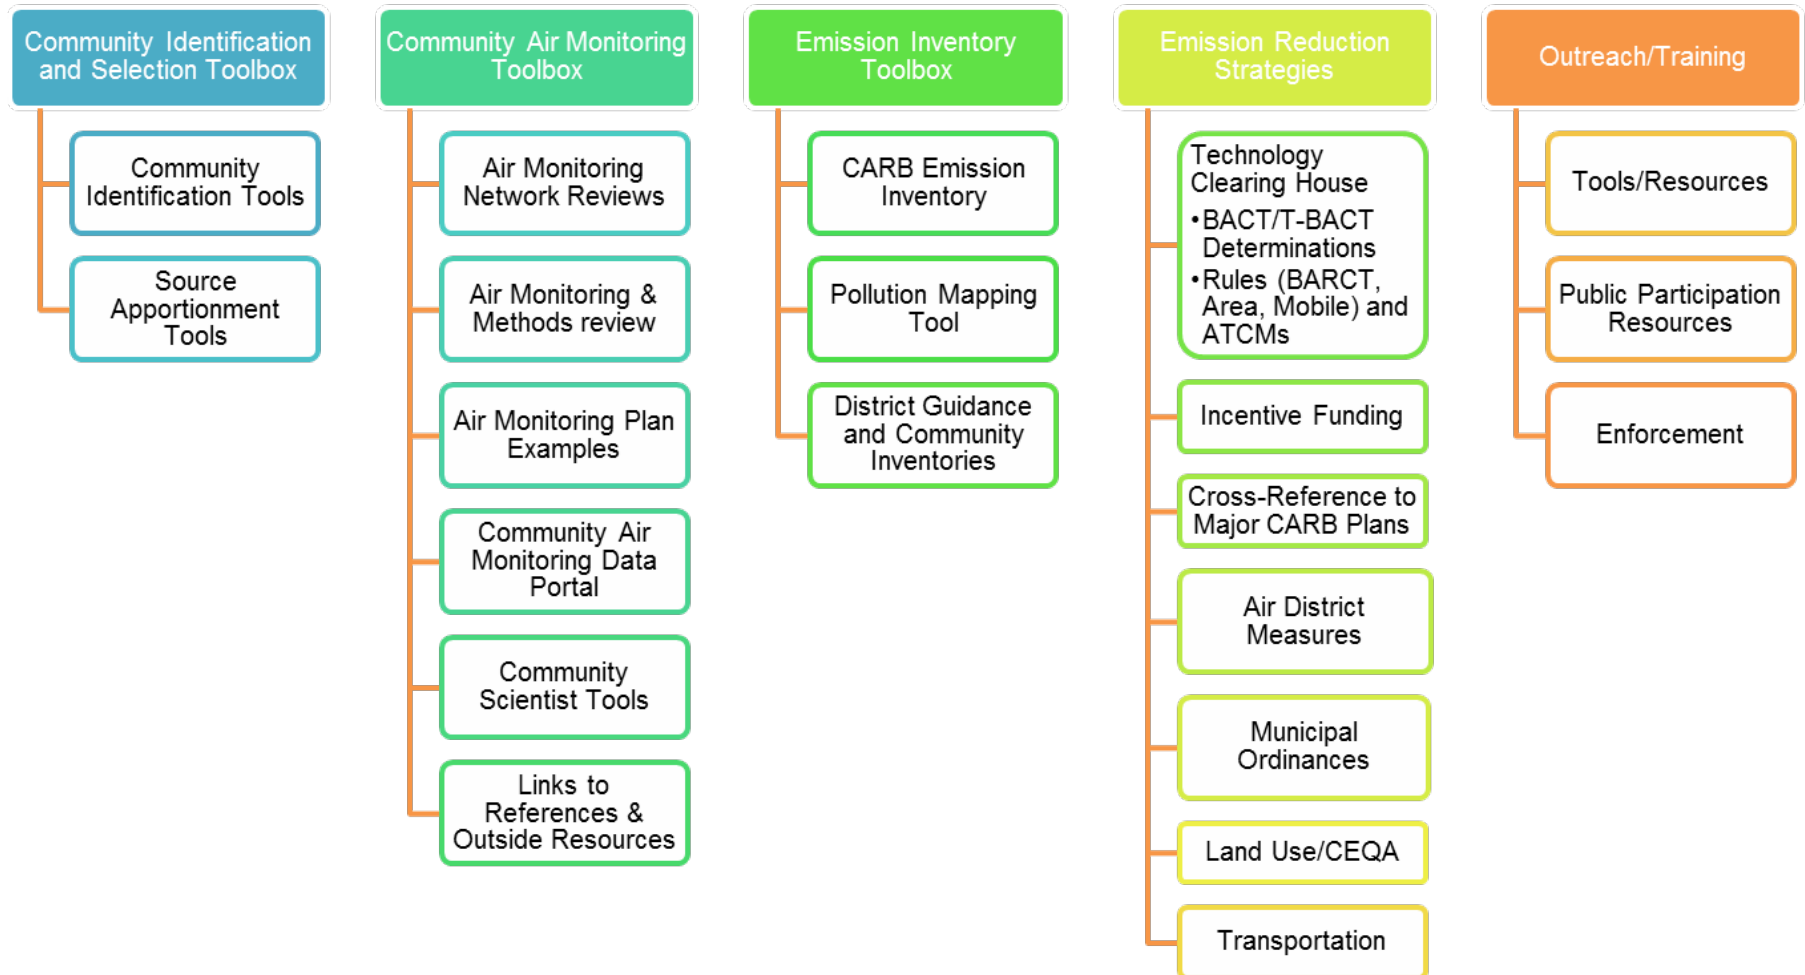 Community Identification
and Selection Toolbox
Community
Identification Tools
Source
Apportionment
Tools
Community Air Monitoring
Toolbox
Air Monitoring
Network Reviews
Air Monitoring &
Methods review
Air Monitoring Plan
Examples
Community Air
Monitoring Data
Portal
Community
Scientist Tools
Links to
References &
Outside Resources
Emission Inventory
Toolbox
CARB Emission
Inventory
Pollution Mapping
Tool
District Guidance
and Community
Inventories
Emission Reduction
Strategies
Technology
Clearing House
•BACT/T-BACT
Determinations
•Rules (BARCT,
Area, Mobile) and
ATCMs
Incentive Funding
Cross-Reference to
Major CARB Plans
Air District
Measures
Municipal
Ordinances
Land Use/CEQA
Transportation
Outreach/Training
Tools/Resources
Public Participation
Resources
Enforcement